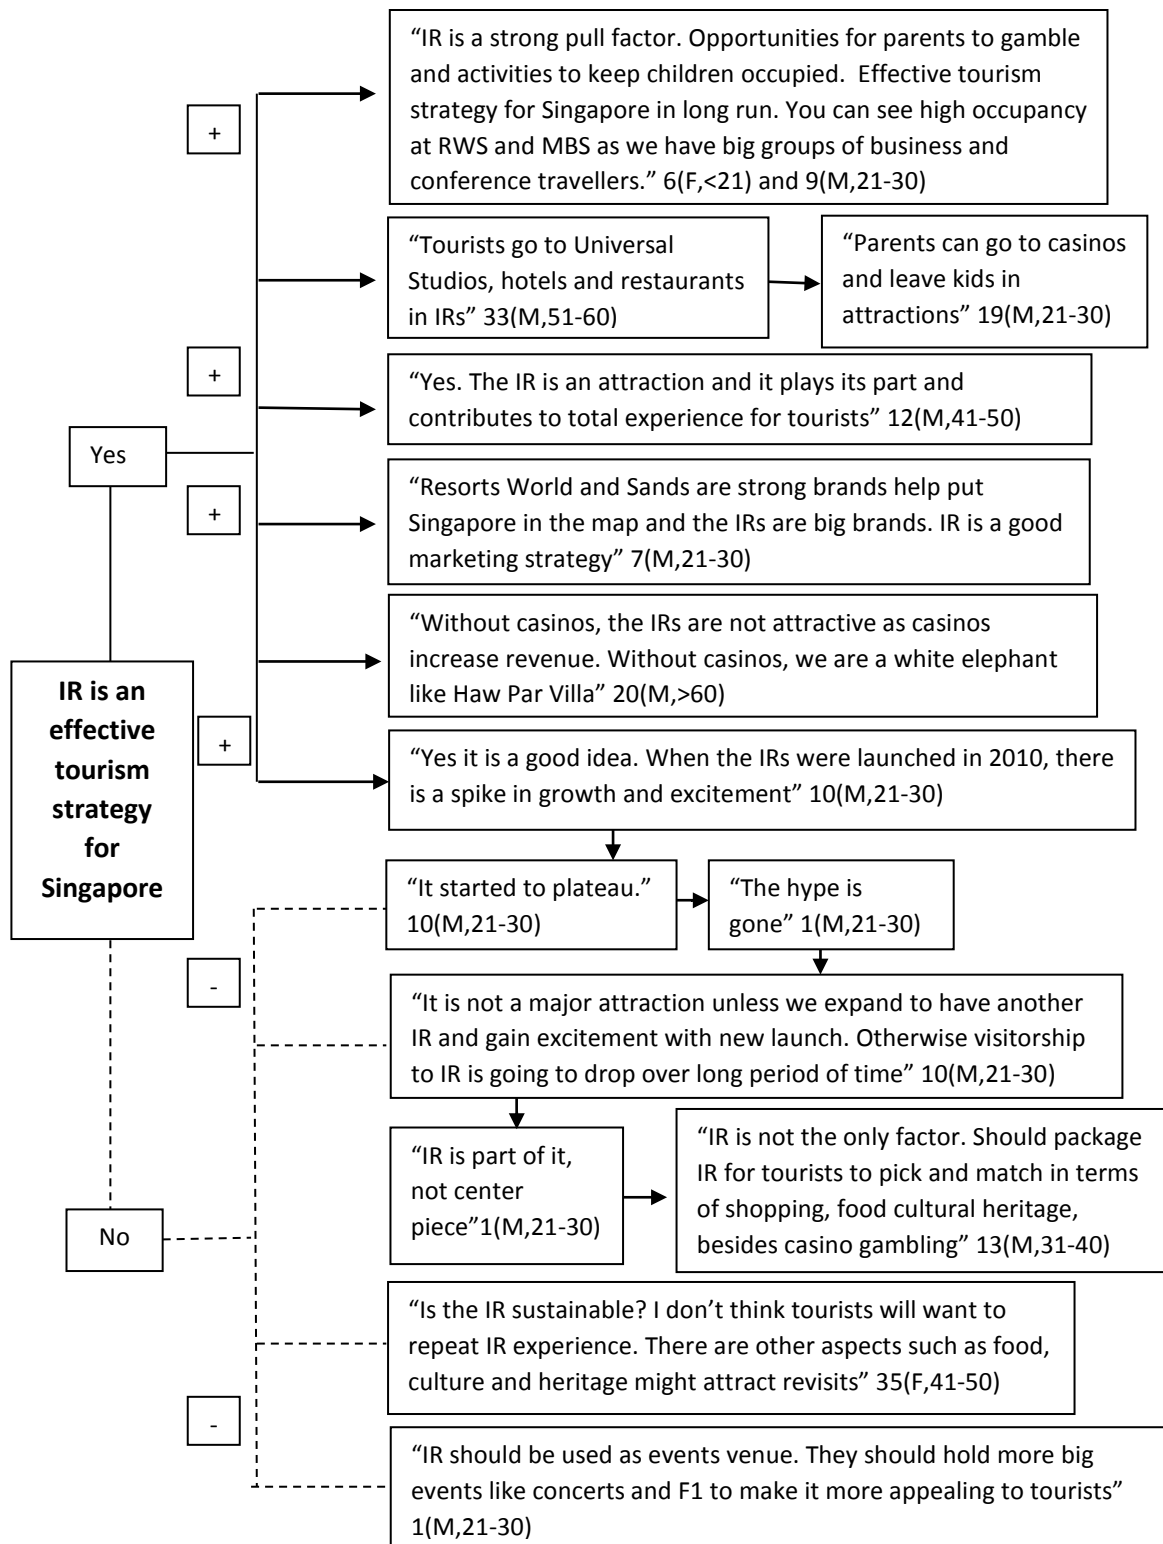 “IR is a strong pull factor. Opportunities for parents to gamble
and activities to keep children occupied.  Effective tourism
strategy for Singapore in long run. You can see high occupancy
at RWS and MBS as we have big groups of business and
conference travellers.” 6(F,<21) and 9(M,21-30)
+
“Tourists go to Universal
Studios, hotels and restaurants
in IRs” 33(M,51-60)
“Parents can go to casinos
and leave kids in
attractions” 19(M,21-30)
+
“Yes. The IR is an attraction and it plays its part and
contributes to total experience for tourists” 12(M,41-50)
Yes
+
“Resorts World and Sands are strong brands help put
Singapore in the map and the IRs are big brands. IR is a good
marketing strategy” 7(M,21-30)
“Without casinos, the IRs are not attractive as casinos
increase revenue. Without casinos, we are a white elephant
like Haw Par Villa” 20(M,>60)
IR is an
effective
tourism
strategy
for
Singapore
+
“Yes it is a good idea. When the IRs were launched in 2010, there
is a spike in growth and excitement” 10(M,21-30)
“It started to plateau.”
10(M,21-30)
“The hype is
gone” 1(M,21-30)
-
“It is not a major attraction unless we expand to have another
IR and gain excitement with new launch. Otherwise visitorship
to IR is going to drop over long period of time” 10(M,21-30)
“IR is part of it,
not center
piece”1(M,21-30)
“IR is not the only factor. Should package
IR for tourists to pick and match in terms
of shopping, food cultural heritage,
besides casino gambling” 13(M,31-40)
No
“Is the IR sustainable? I don’t think tourists will want to
repeat IR experience. There are other aspects such as food,
culture and heritage might attract revisits” 35(F,41-50)
-
“IR should be used as events venue. They should hold more big
events like concerts and F1 to make it more appealing to tourists”
1(M,21-30)